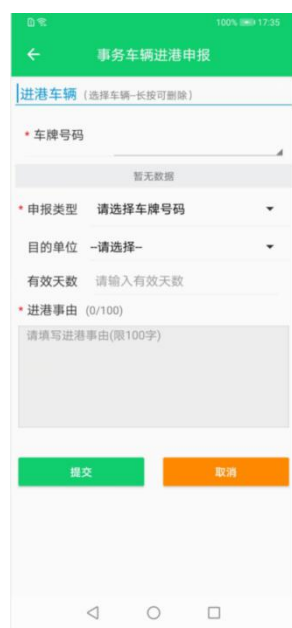 100% 17:35
事务车辆进港申报
进港车辆 (选择车辆--长按可删除)
* 车牌号码
暂无数据
* 申报类型 请选择车牌号码
目的单位 --请选择--
有效天数 请输入有效天数
* 进港事由 (0/100)
请填写进港事由(限100字)
提交 取消